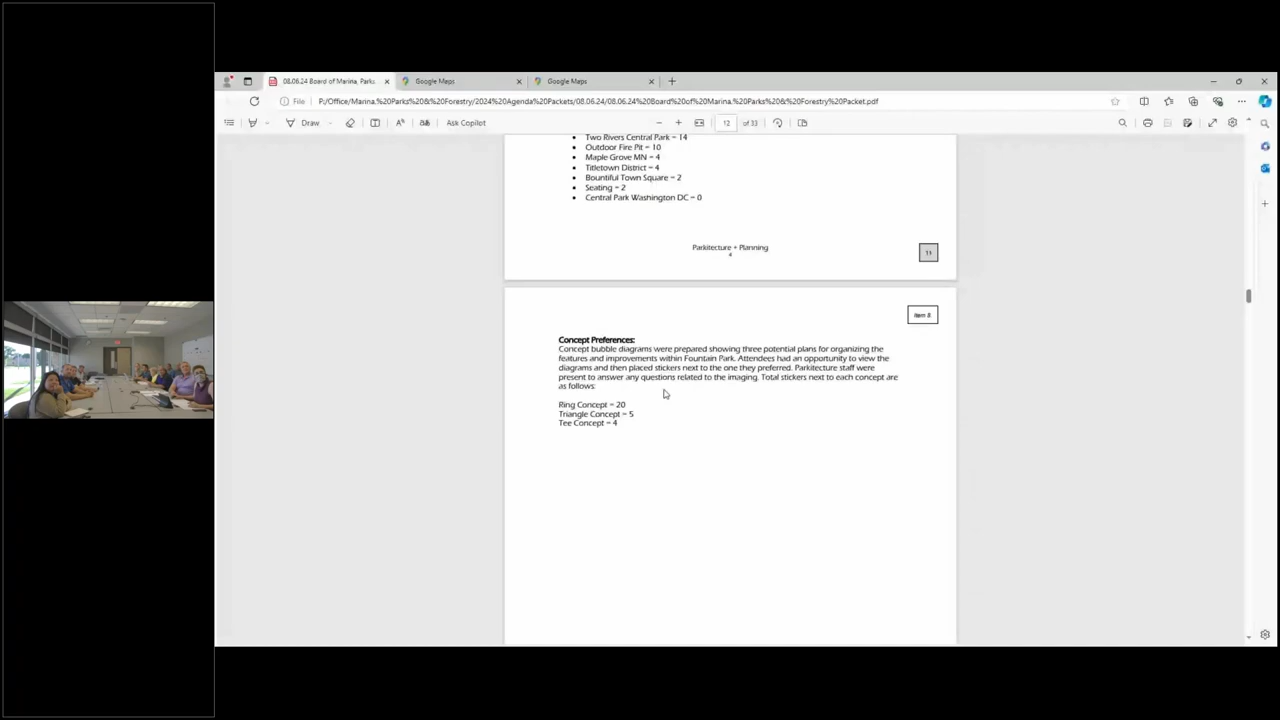 08.06.24 Board of Marina, Parks
Google Maps
Google Maps
File
P:/Office/Marina,%20Parks%20&%20Forestry/2024%20Agenda%20Packets/08.06.24/08.06.24%20Board%20of%20Marina,%20Parks%20&%20Forestry%20Packet.pdf
Draw
Ask Copilot
12 of 33
• Two Rivers Central Park = 14
• Outdoor Fire Pit = 10
• Maple Grove MN = 4
• Titletown District = 4
• Bountiful Town Square = 2
• Seating = 2
• Central Park Washington DC = 0
Parkitecture + Planning
4
11
Item 8.
Concept Preferences:
Concept bubble diagrams were prepared showing three potential plans for organizing the
features and improvements within Fountain Park. Attendees had an opportunity to view the
diagrams and then placed stickers next to the one they preferred. Parkitecture staff were
present to answer any questions related to the imaging. Total stickers next to each concept are
as follows:
Ring Concept = 20
Triangle Concept = 5
Tee Concept = 4